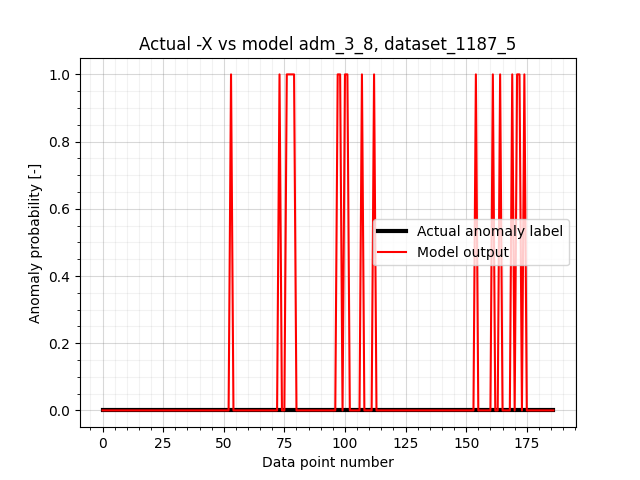 Actual -X vs model adm_3_8, dataset_1187_5
Anomaly probability [-]
1.0
0.8
0.6
0.4
0.2
0.0
Actual anomaly label
Model output
0 25 50 75 100 125 150 175
Data point number